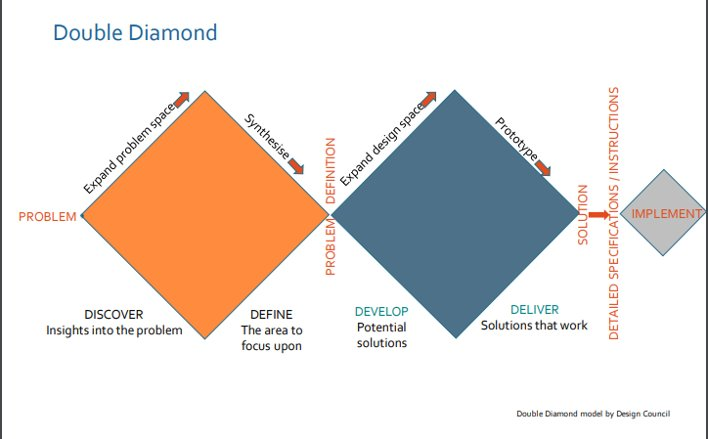 Double Diamond
Expand problem space
Synthesise
Expand design space
Prototype
PROBLEM
PROBLEM DEFINITION
SOLUTION
DETAILED SPECIFICATIONS / INSTRUCTIONS
IMPLEMENT
DISCOVER
Insights into the problem
DEFINE
The area to
focus upon
DEVELOP
Potential
solutions
DELIVER
Solutions that work
Double Diamond model by Design Council